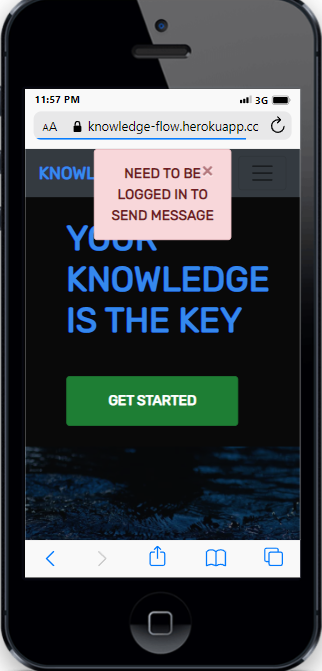 11:57 PM
3G
AA
knowledge-flow.herokuapp.cc
KNOWL
NEED TO BE ×
LOGGED IN TO
SEND MESSAGE
YOUR
KNOWLEDGE
IS THE KEY
GET STARTED